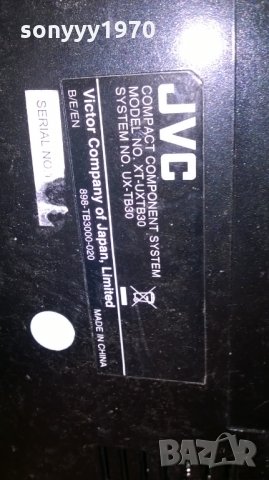 sonyyy1970
JVC
COMPACT COMPONENT SYSTEM
MODEL NO. XT-UXTB30
SYSTEM NO. UX-TB30
Victor Company of Japan, Limited
898-TB3000-020
MADE IN CHINA
B/E/EN
SERIAL NO
BAZAR